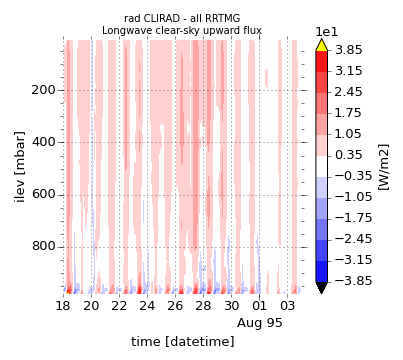 rad CLIRAD - all RRTMG
Longwave clear-sky upward flux
1e1
3.85
3.15
2.45
1.75
1.05
0.35
−0.35
−1.05
−1.75
−2.45
−3.15
−3.85
[W/m2]
ilev [mbar]
200
400
600
800
18 20 22 24 26 28 30 01 03
Aug 95
time [datetime]